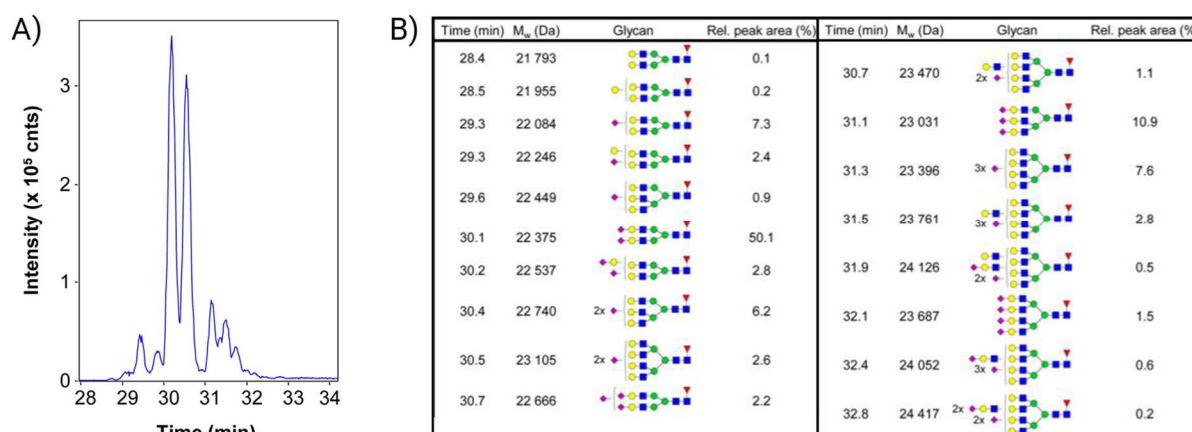 A)
3
2
1
0
Intensity (x 10⁵ cnts)
28 29 30 31 32 33 34
Time (min)
B)
Time (min) Mw (Da) Glycan Rel. peak area (%)
28.4 21 793 0.1
28.5 21 955 0.2
29.3 22 084 7.3
29.3 22 246 2.4
29.6 22 449 0.9
30.1 22 375 50.1
30.2 22 537 2.8
30.4 22 740 2x 6.2
30.5 23 105 2x 2.6
30.7 22 666 2.2
Time (min) Mw (Da) Glycan Rel. peak area (%
30.7 23 470 2x 1.1
31.1 23 031 10.9
31.3 23 396 3x 7.6
31.5 23 761 3x 2.8
31.9 24 126 2x 0.5
32.1 23 687 1.5
32.4 24 052 3x 0.6
32.8 24 417 2x 2x 0.2